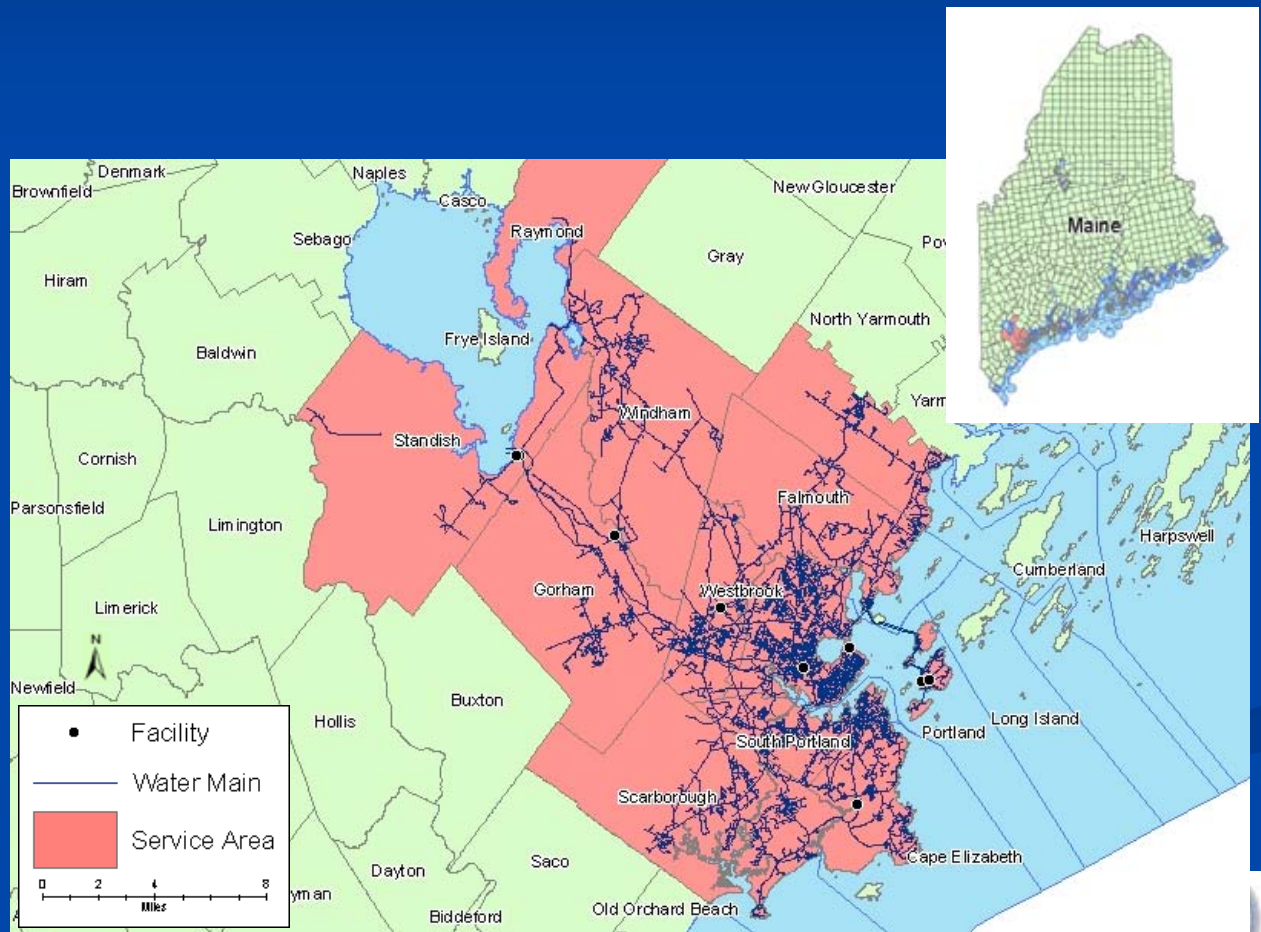 Maine
Denmark
Naples
Brownfield
Casco
New Gloucester
Sebago
Raymond
Gray
Hiram
North Yarmouth
Frye Island
Baldwin
Windham
Standish
Cornish
Falmouth
Parsonsfield
Limington
Harpswell
Cumberland
Gorham
Westbrook
Limerick
N
Newfield
Buxton
Hollis
Long Island
Portland
South Portland
Scarborough
Saco
Cape Elizabeth
Dayton
Biddeford
Old Orchard Beach
Facility
Water Main
Service Area
0 2 4 8
Miles